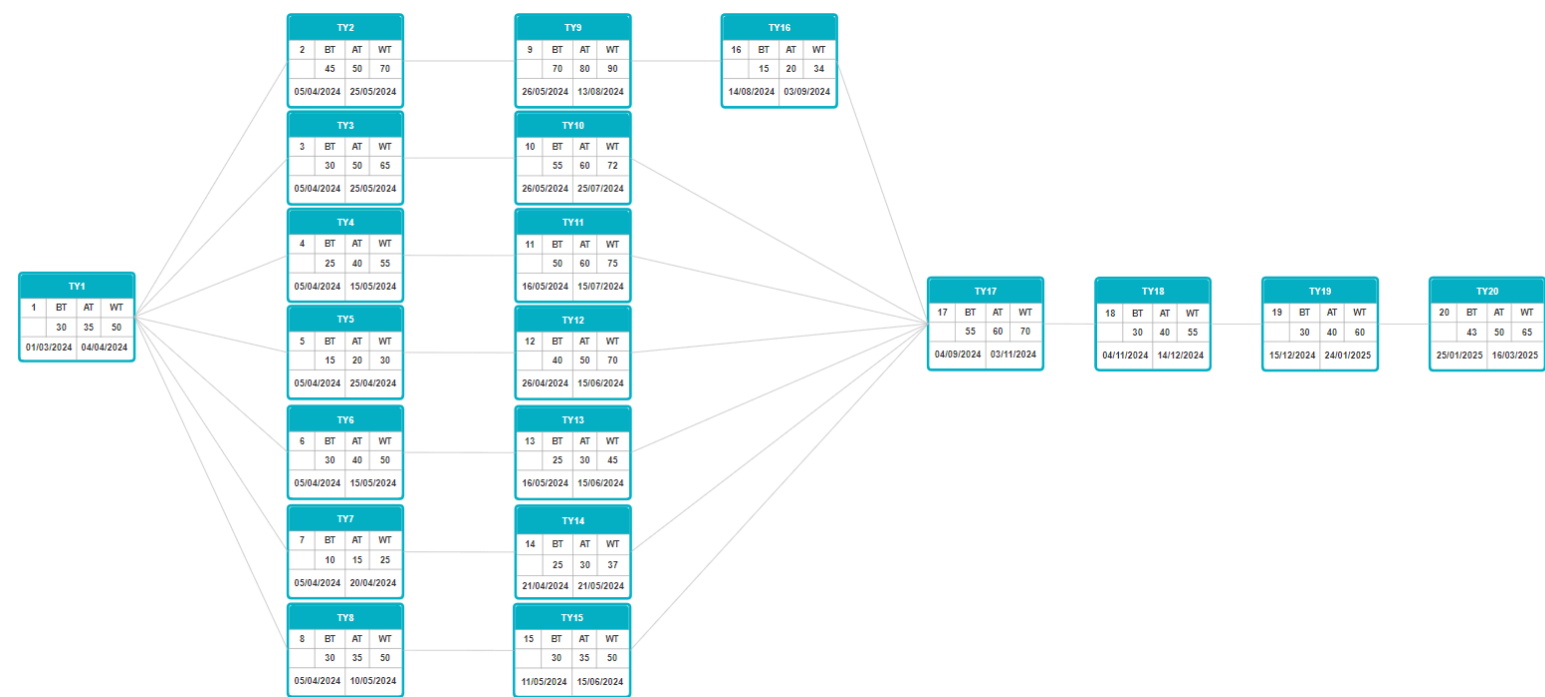 TY1
1 BT AT WT
30 35 50
01/03/2024 04/04/2024
TY2
2 BT AT WT
45 50 70
05/04/2024 25/05/2024
TY3
3 BT AT WT
30 50 65
05/04/2024 25/05/2024
TY4
4 BT AT WT
25 40 55
05/04/2024 15/05/2024
TY5
5 BT AT WT
15 20 30
05/04/2024 25/04/2024
TY6
6 BT AT WT
30 40 50
05/04/2024 15/05/2024
TY7
7 BT AT WT
10 15 25
05/04/2024 20/04/2024
TY8
8 BT AT WT
30 35 50
05/04/2024 10/05/2024
TY9
9 BT AT WT
70 80 90
26/05/2024 13/08/2024
TY10
10 BT AT WT
55 60 72
26/05/2024 25/07/2024
TY11
11 BT AT WT
50 60 75
16/05/2024 15/07/2024
TY12
12 BT AT WT
40 50 70
26/04/2024 15/06/2024
TY13
13 BT AT WT
25 30 45
16/05/2024 15/06/2024
TY14
14 BT AT WT
25 30 37
21/04/2024 21/05/2024
TY15
15 BT AT WT
30 35 50
11/05/2024 15/06/2024
TY16
16 BT AT WT
15 20 34
14/08/2024 03/09/2024
TY17
17 BT AT WT
55 60 70
04/09/2024 03/11/2024
TY18
18 BT AT WT
30 40 55
04/11/2024 14/12/2024
TY19
19 BT AT WT
30 40 60
15/12/2024 24/01/2025
TY20
20 BT AT WT
43 50 65
25/01/2025 16/03/2025